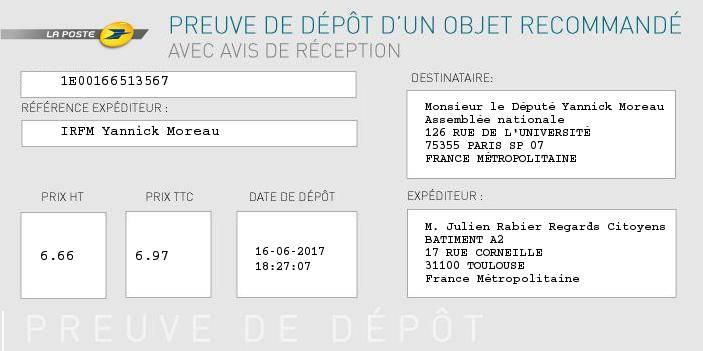 LA POSTE
PREUVE DE DÉPÔT D'UN OBJET RECOMMANDÉ
AVEC AVIS DE RÉCEPTION
1E00166513567
RÉFÉRENCE EXPÉDITEUR :
IRFM Yannick Moreau
DESTINATAIRE:
Monsieur le Député Yannick Moreau
Assemblée nationale
126 RUE DE L'UNIVERSITÉ
75355 PARIS SP 07
FRANCE MÉTROPOLITAINE
PRIX HT
6.66
PRIX TTC
6.97
DATE DE DÉPÔT
16-06-2017
18:27:07
EXPÉDITEUR :
M. Julien Rabier Regards Citoyens
BATIMENT A2
17 RUE CORNEILLE
31100 TOULOUSE
France Métropolitaine
PREUVE DE DÉPÔT